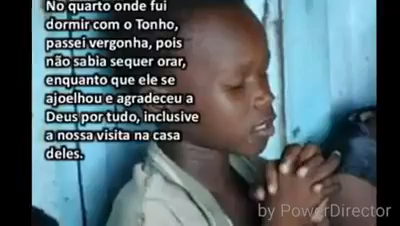 No quarto onde fui
dormir com o Tonho,
passei vergonha, pois
não sabia sequer orar,
enquanto que ele se
ajoelhou e agradeceu a
Deus por tudo, inclusive
a nossa visita na casa
deles.
by PowerDirector